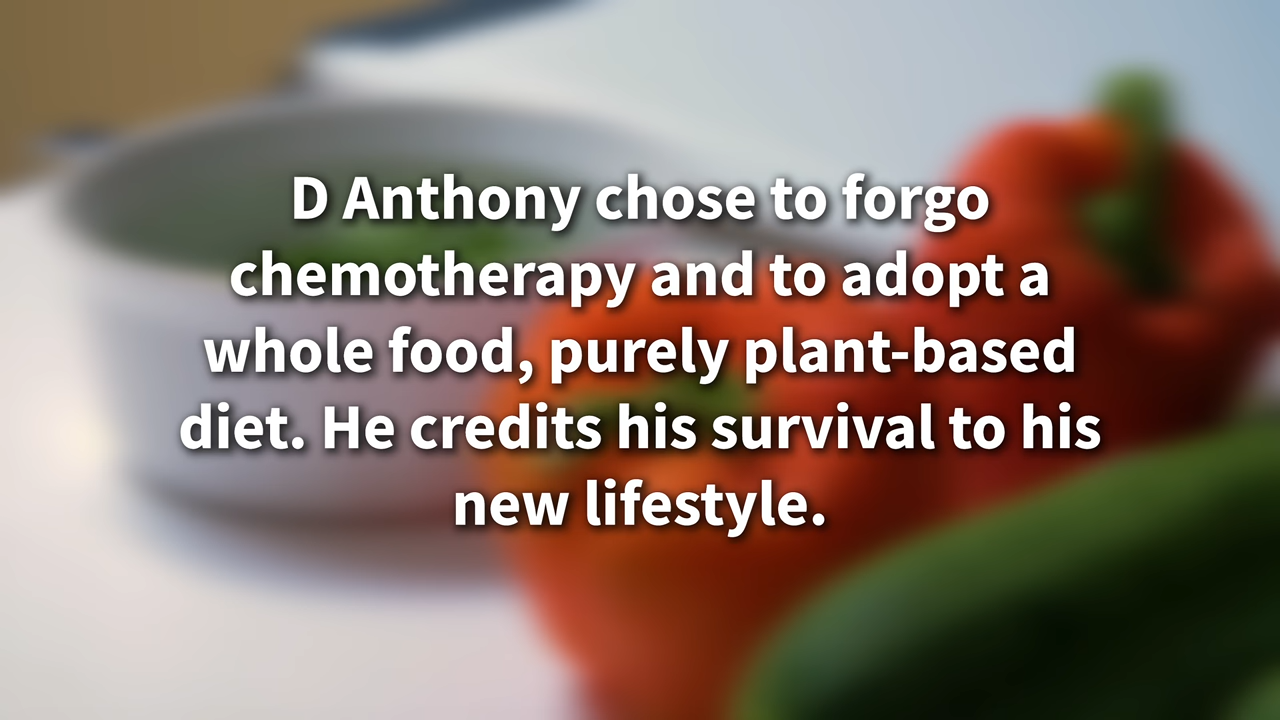 D Anthony chose to forgo
chemotherapy and to adopt a
whole food, purely plant-based
diet. He credits his survival to his
new lifestyle.